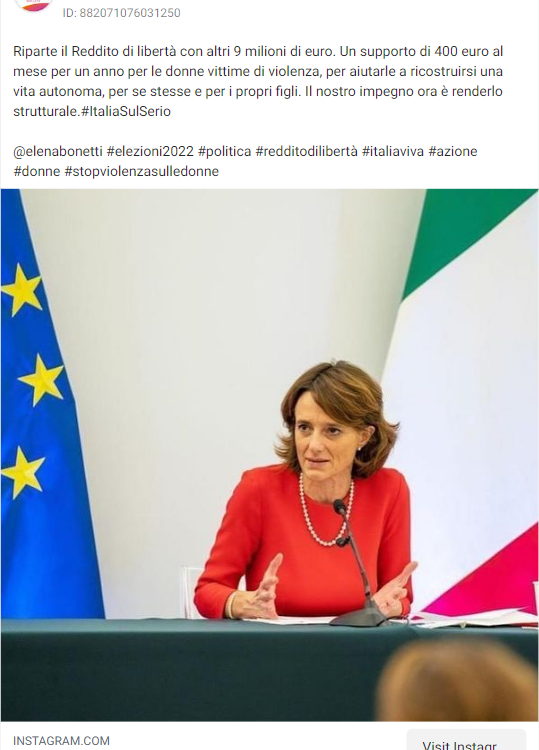 ID: 882071076031250
Riparte il Reddito di libertà con altri 9 milioni di euro. Un supporto di 400 euro al
mese per un anno per le donne vittime di violenza, per aiutarle a ricostruirsi una
vita autonoma, per se stesse e per i propri figli. Il nostro impegno ora è renderlo
strutturale.#ItaliaSulSerio
@elenabonetti #elezioni2022 #politica #redditodilibertà #italiaviva #azione
#donne #stopviolenzasulledonne
INSTAGRAM.COM
Visit Instagr